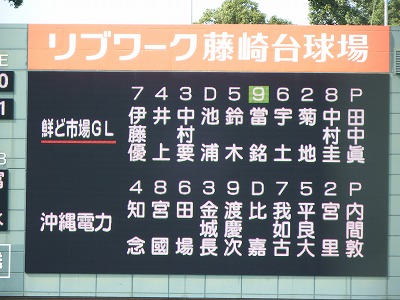 リブワーク藤崎台球場
7 4 3 D 5 9 6 2 8 P
鮮ど市場GL
伊藤優 井上 中村要 池浦 鈴木 當銘 宇土 菊地 中村圭 田中眞
4 8 6 3 9 D 7 5 2 P
沖縄電力
知念 宮國 田場 金城長 渡慶次 比嘉 我如古 平良大 宮里 内間敦
0
1